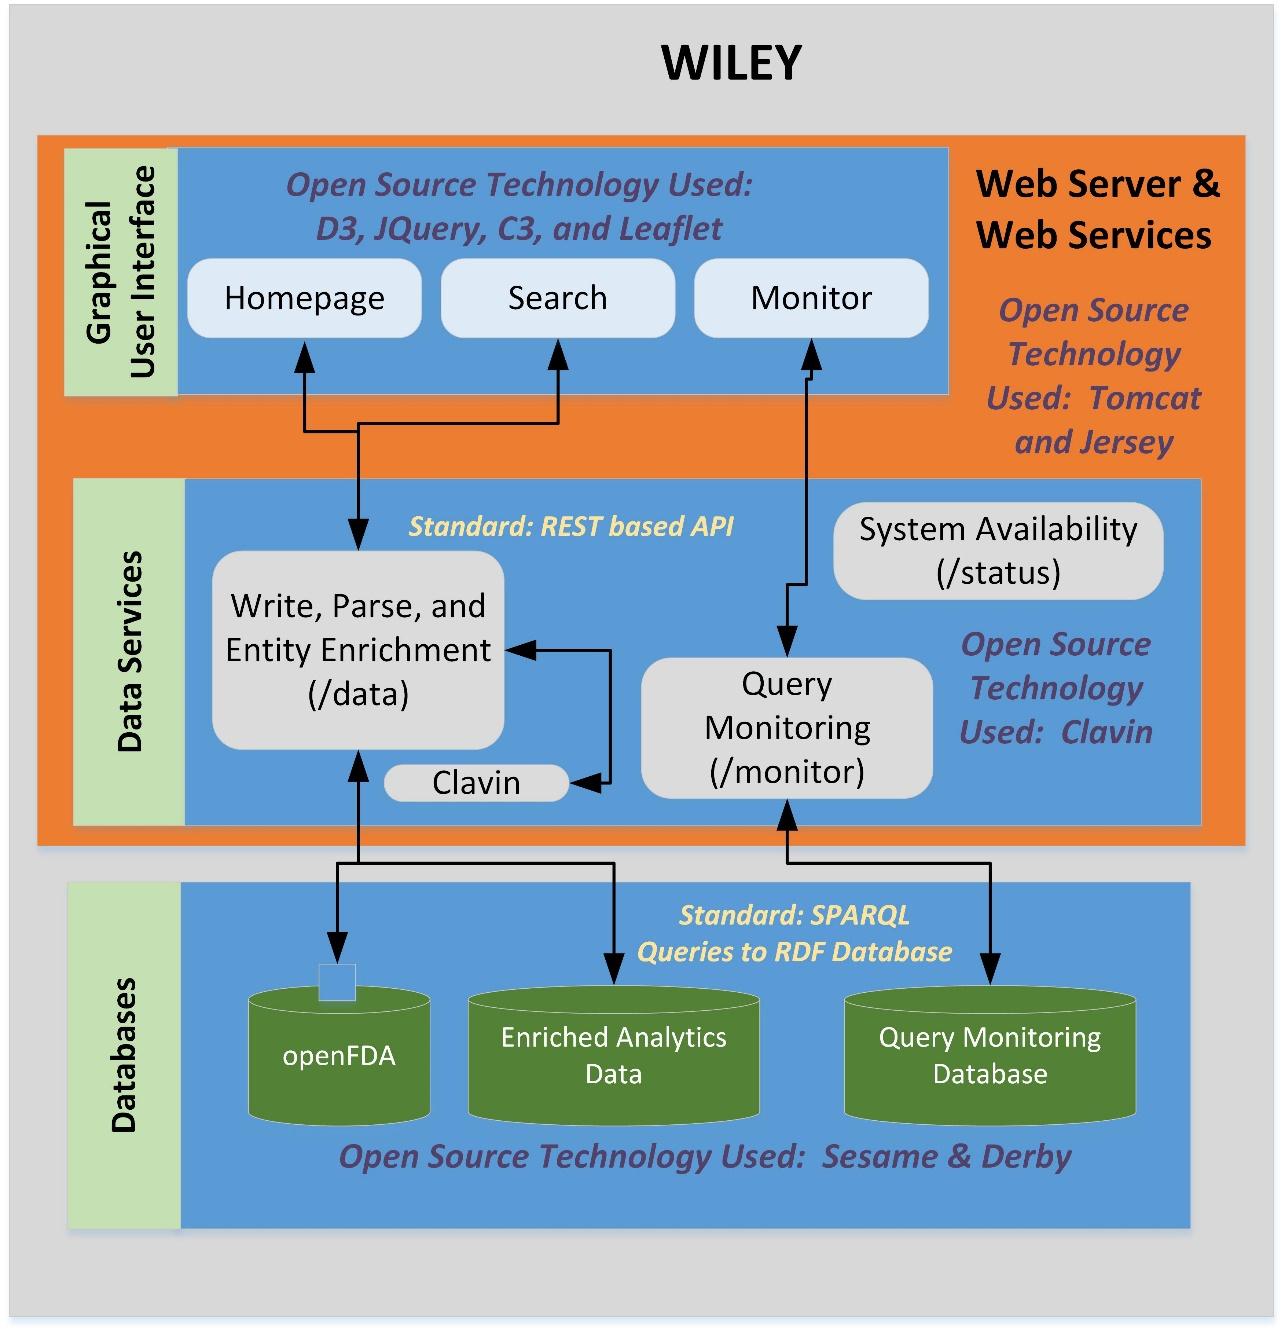 WILEY
Graphical
User Interface
Open Source Technology Used:
D3, JQuery, C3, and Leaflet
Homepage
Search
Monitor
Web Server &
Web Services
Open Source
Technology
Used:  Tomcat
and Jersey
Data Services
Standard: REST based API
System Availability
(/status)
Write, Parse, and
Entity Enrichment
(/data)
Clavin
Query
Monitoring
(/monitor)
Open Source
Technology
Used:  Clavin
Databases
Standard: SPARQL
Queries to RDF Database
openFDA
Enriched Analytics
Data
Query Monitoring
Database
Open Source Technology Used:  Sesame & Derby